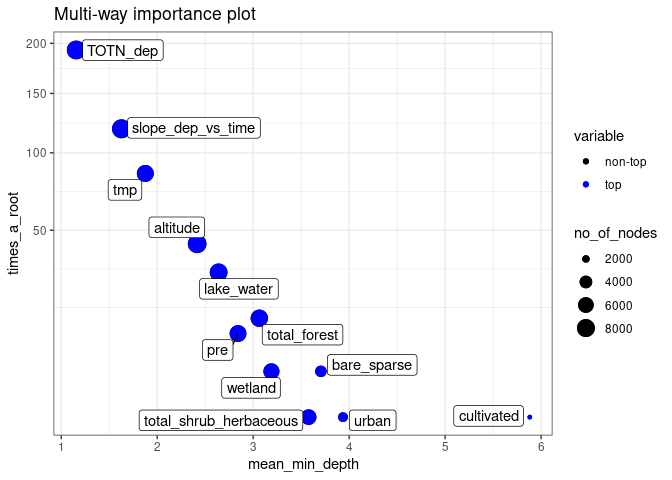 Multi-way importance plot
times_a_root
200
150
100
50
TOTN_dep
slope_dep_vs_time
tmp
altitude
lake_water
total_forest
pre
bare_sparse
wetland
total_shrub_herbaceous
urban
cultivated
1 2 3 4 5 6
mean_min_depth
variable
non-top
top
no_of_nodes
2000
4000
6000
8000